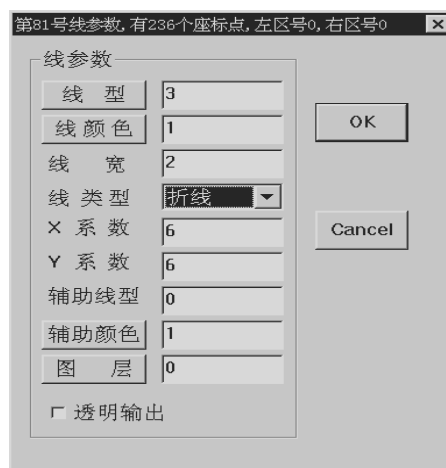 第81号线参数,有236个座标点,左区号0,右区号0
线参数
线 型 3
线颜色 1
线 宽 2
线 类 型 折线
X 系 数 6
Y 系 数 6
辅助线型 0
辅助颜色 1
图 层 0
透明输出
OK
Cancel